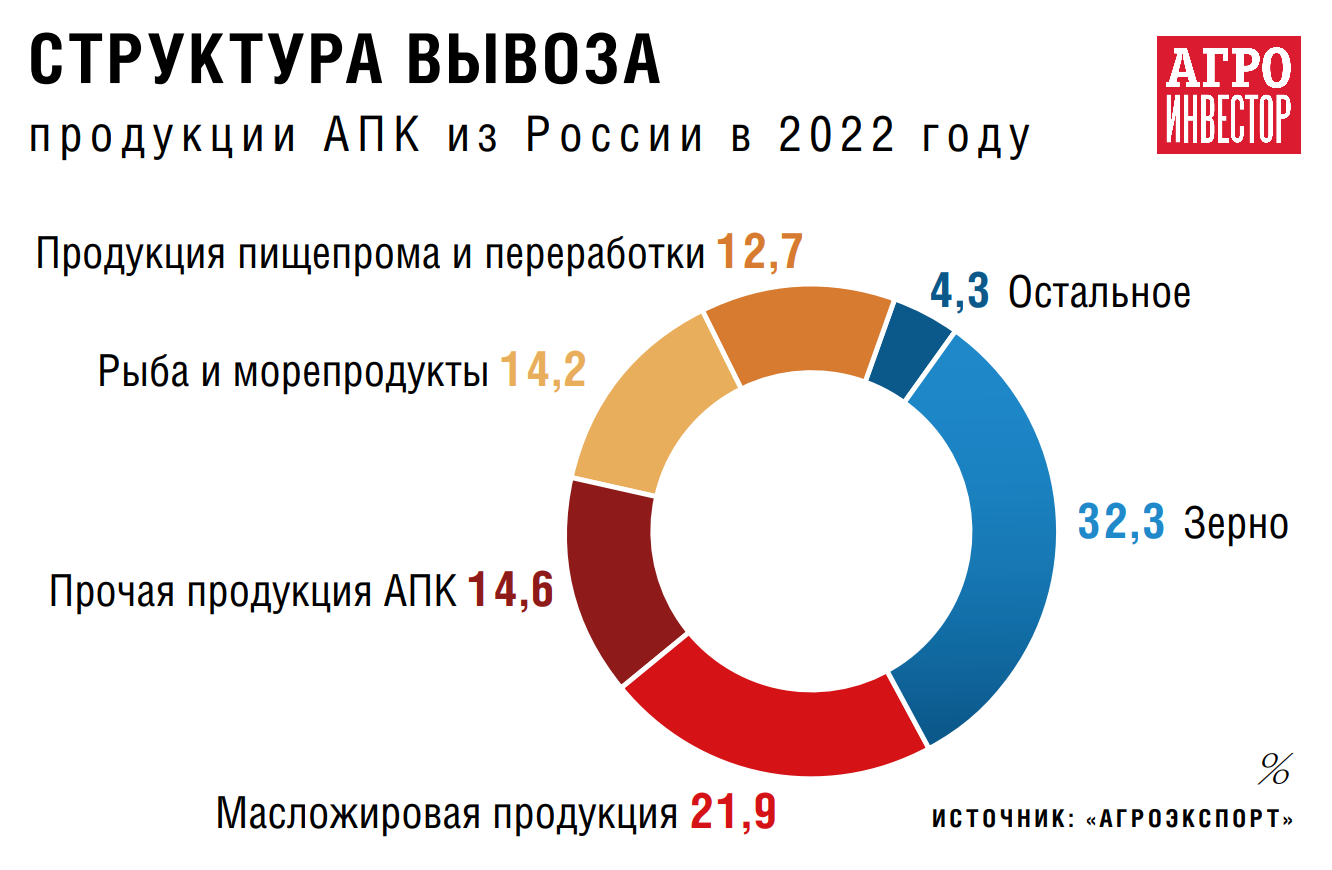 СТРУКТУРА ВЫВОЗА
продукции АПК из России в 2022 году
АГРО
ИНВЕСТОР
Продукция пищепрома и переработки 12,7
4,3 Остальное
Рыба и морепродукты 14,2
32,3 Зерно
Прочая продукция АПК 14,6
Масложировая продукция 21,9
%
ИСТОЧНИК: «АГРОЭКСПОРТ»